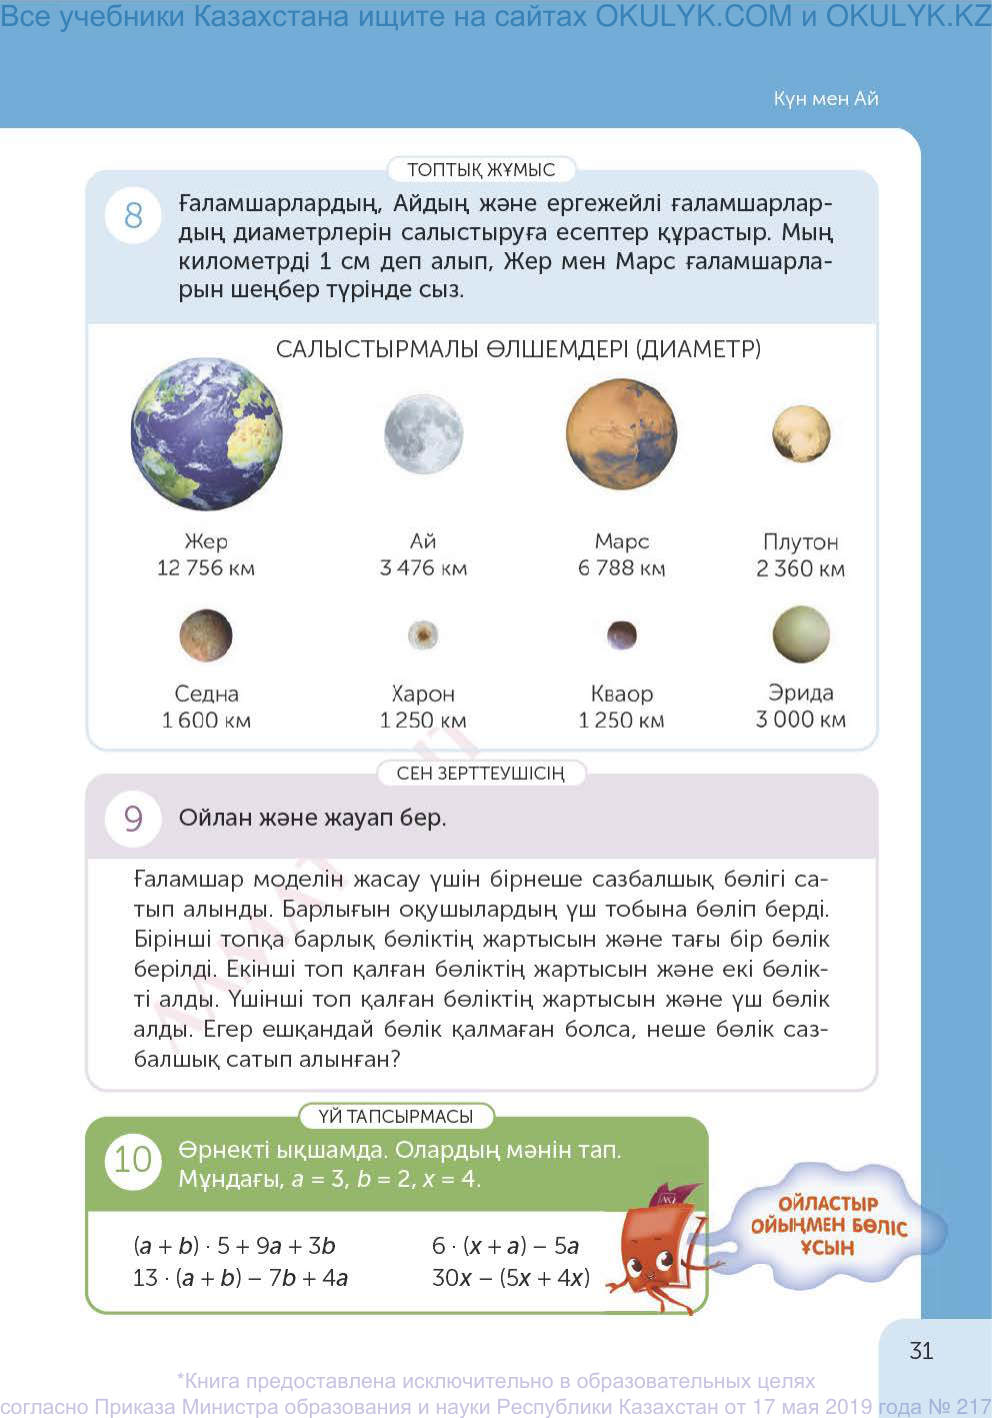 Все учебники Казахстана ищите на сайтах OKULYK.COM и OKULYK.KZ
Күн мен Ай
ТОПТЫҚ ЖҰМЫС
8
Ғаламшарлардың, Айдың және ергежейлі ғаламшарлар-
дың диаметрлерін салыстыруға есептер құрастыр. Мың
километрді 1 см деп алып, Жер мен Марс ғаламшарла-
рын шеңбер түрінде сыз.
САЛЫСТЫРМАЛЫ ӨЛШЕМДЕРІ (ДИАМЕТР)
Жер Ай Марс Плутон
12 756 км 3 476 км 6 788 км 2 360 км
Седна Харон Кваор Эрида
1 600 км 1 250 км 1 250 км 3 000 км
СЕН ЗЕРТТЕУШІСІҢ
9
Ойлан және жауап бер.
Ғаламшар моделін жасау үшін бірнеше сазбалшық бөлігі са-
тып алынды. Барлығын оқушылардың үш тобына бөліп берді.
Бірінші топқа барлық бөліктің жартысын және тағы бір бөлік
берілді. Екінші топ қалған бөліктің жартысын және екі бөлік-
ті алды. Үшінші топ қалған бөліктің жартысын және үш бөлік
алды. Егер ешқандай бөлік қалмаған болса, неше бөлік саз-
балшық сатып алынған?
ҮЙ ТАПСЫРМАСЫ
10
Өрнекті ықшамда. Олардың мәнін тап.
Мұндағы, a = 3, b = 2, x = 4.
(a + b) · 5 + 9a + 3b 6 · (x + a) – 5a
13 · (a + b) – 7b + 4a 30x – (5x + 4x)
ОЙЛАСТЫР
ОЙЫҢМЕН БӨЛІС
ҰСЫН
31
*Книга предоставлена исключительно в образовательных целях
согласно Приказа Министра образования и науки Республики Казахстан от 17 мая 2019 года № 217